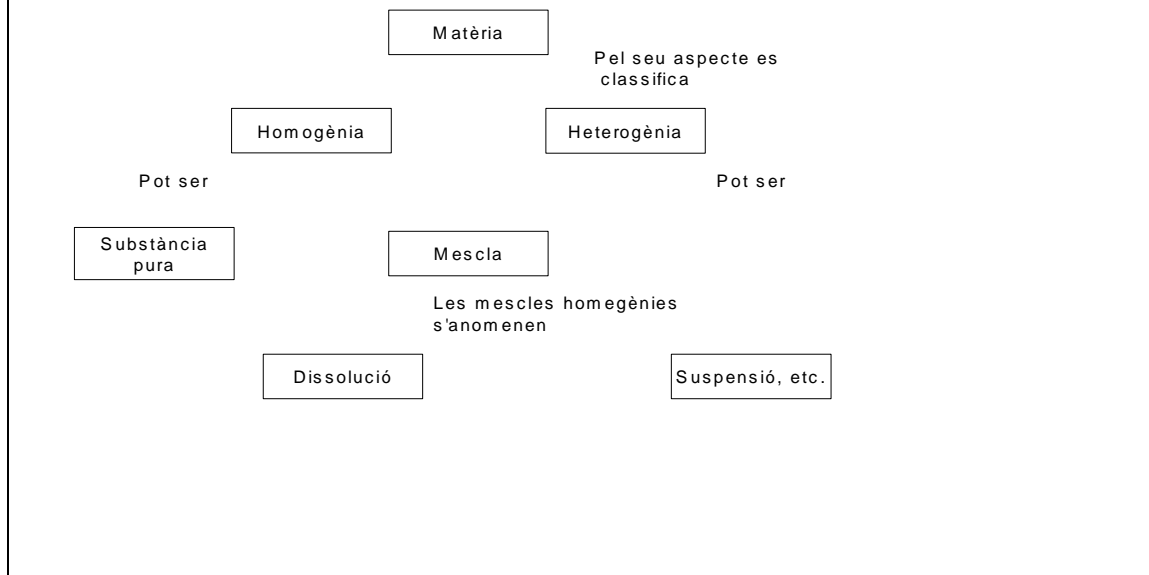 Matèria
Pel seu aspecte es
classifica
Homogènia
Heterogènia
Pot ser
Pot ser
Substància
pura
Mescla
Les mescles homegènies
s'anomenen
Dissolució
Suspensió, etc.